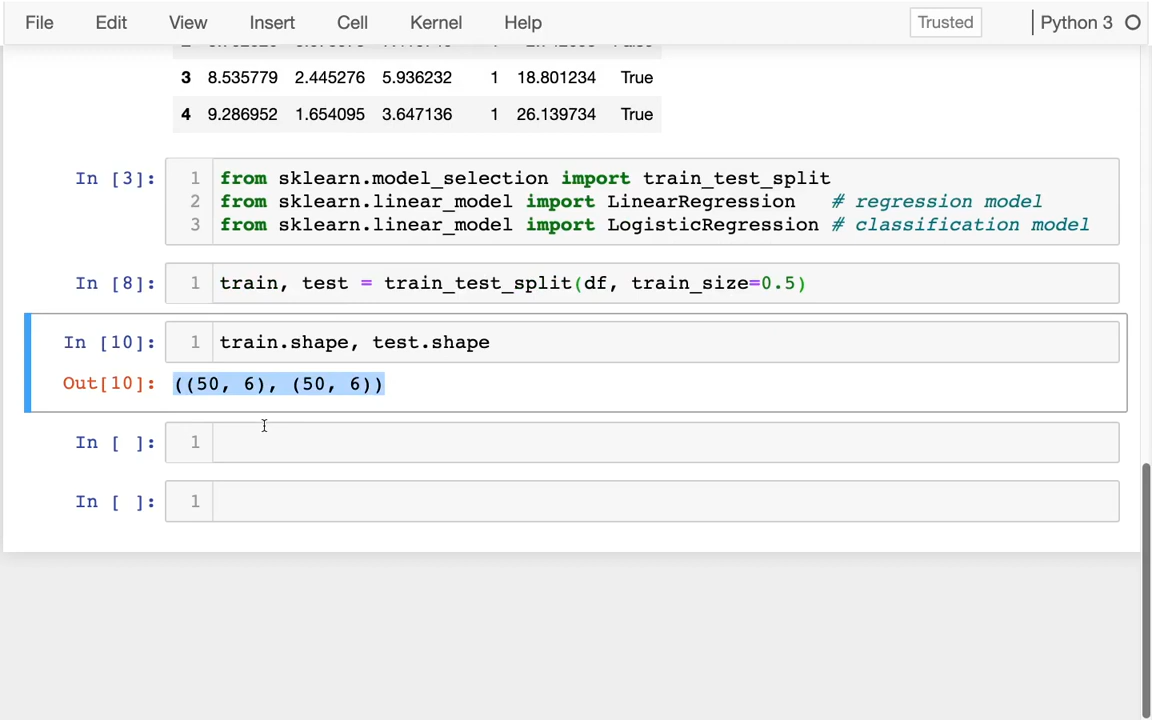 File Edit View Insert Cell Kernel Help Trusted Python 3
3 8.535779 2.445276 5.936232 1 18.801234 True
4 9.286952 1.654095 3.647136 1 26.139734 True
In [3]: 1 from sklearn.model_selection import train_test_split
2 from sklearn.linear_model import LinearRegression # regression model
3 from sklearn.linear_model import LogisticRegression # classification model
In [8]: 1 train, test = train_test_split(df, train_size=0.5)
In [10]: 1 train.shape, test.shape
Out[10]: ((50, 6), (50, 6))
In [ ]: 1
In [ ]: 1